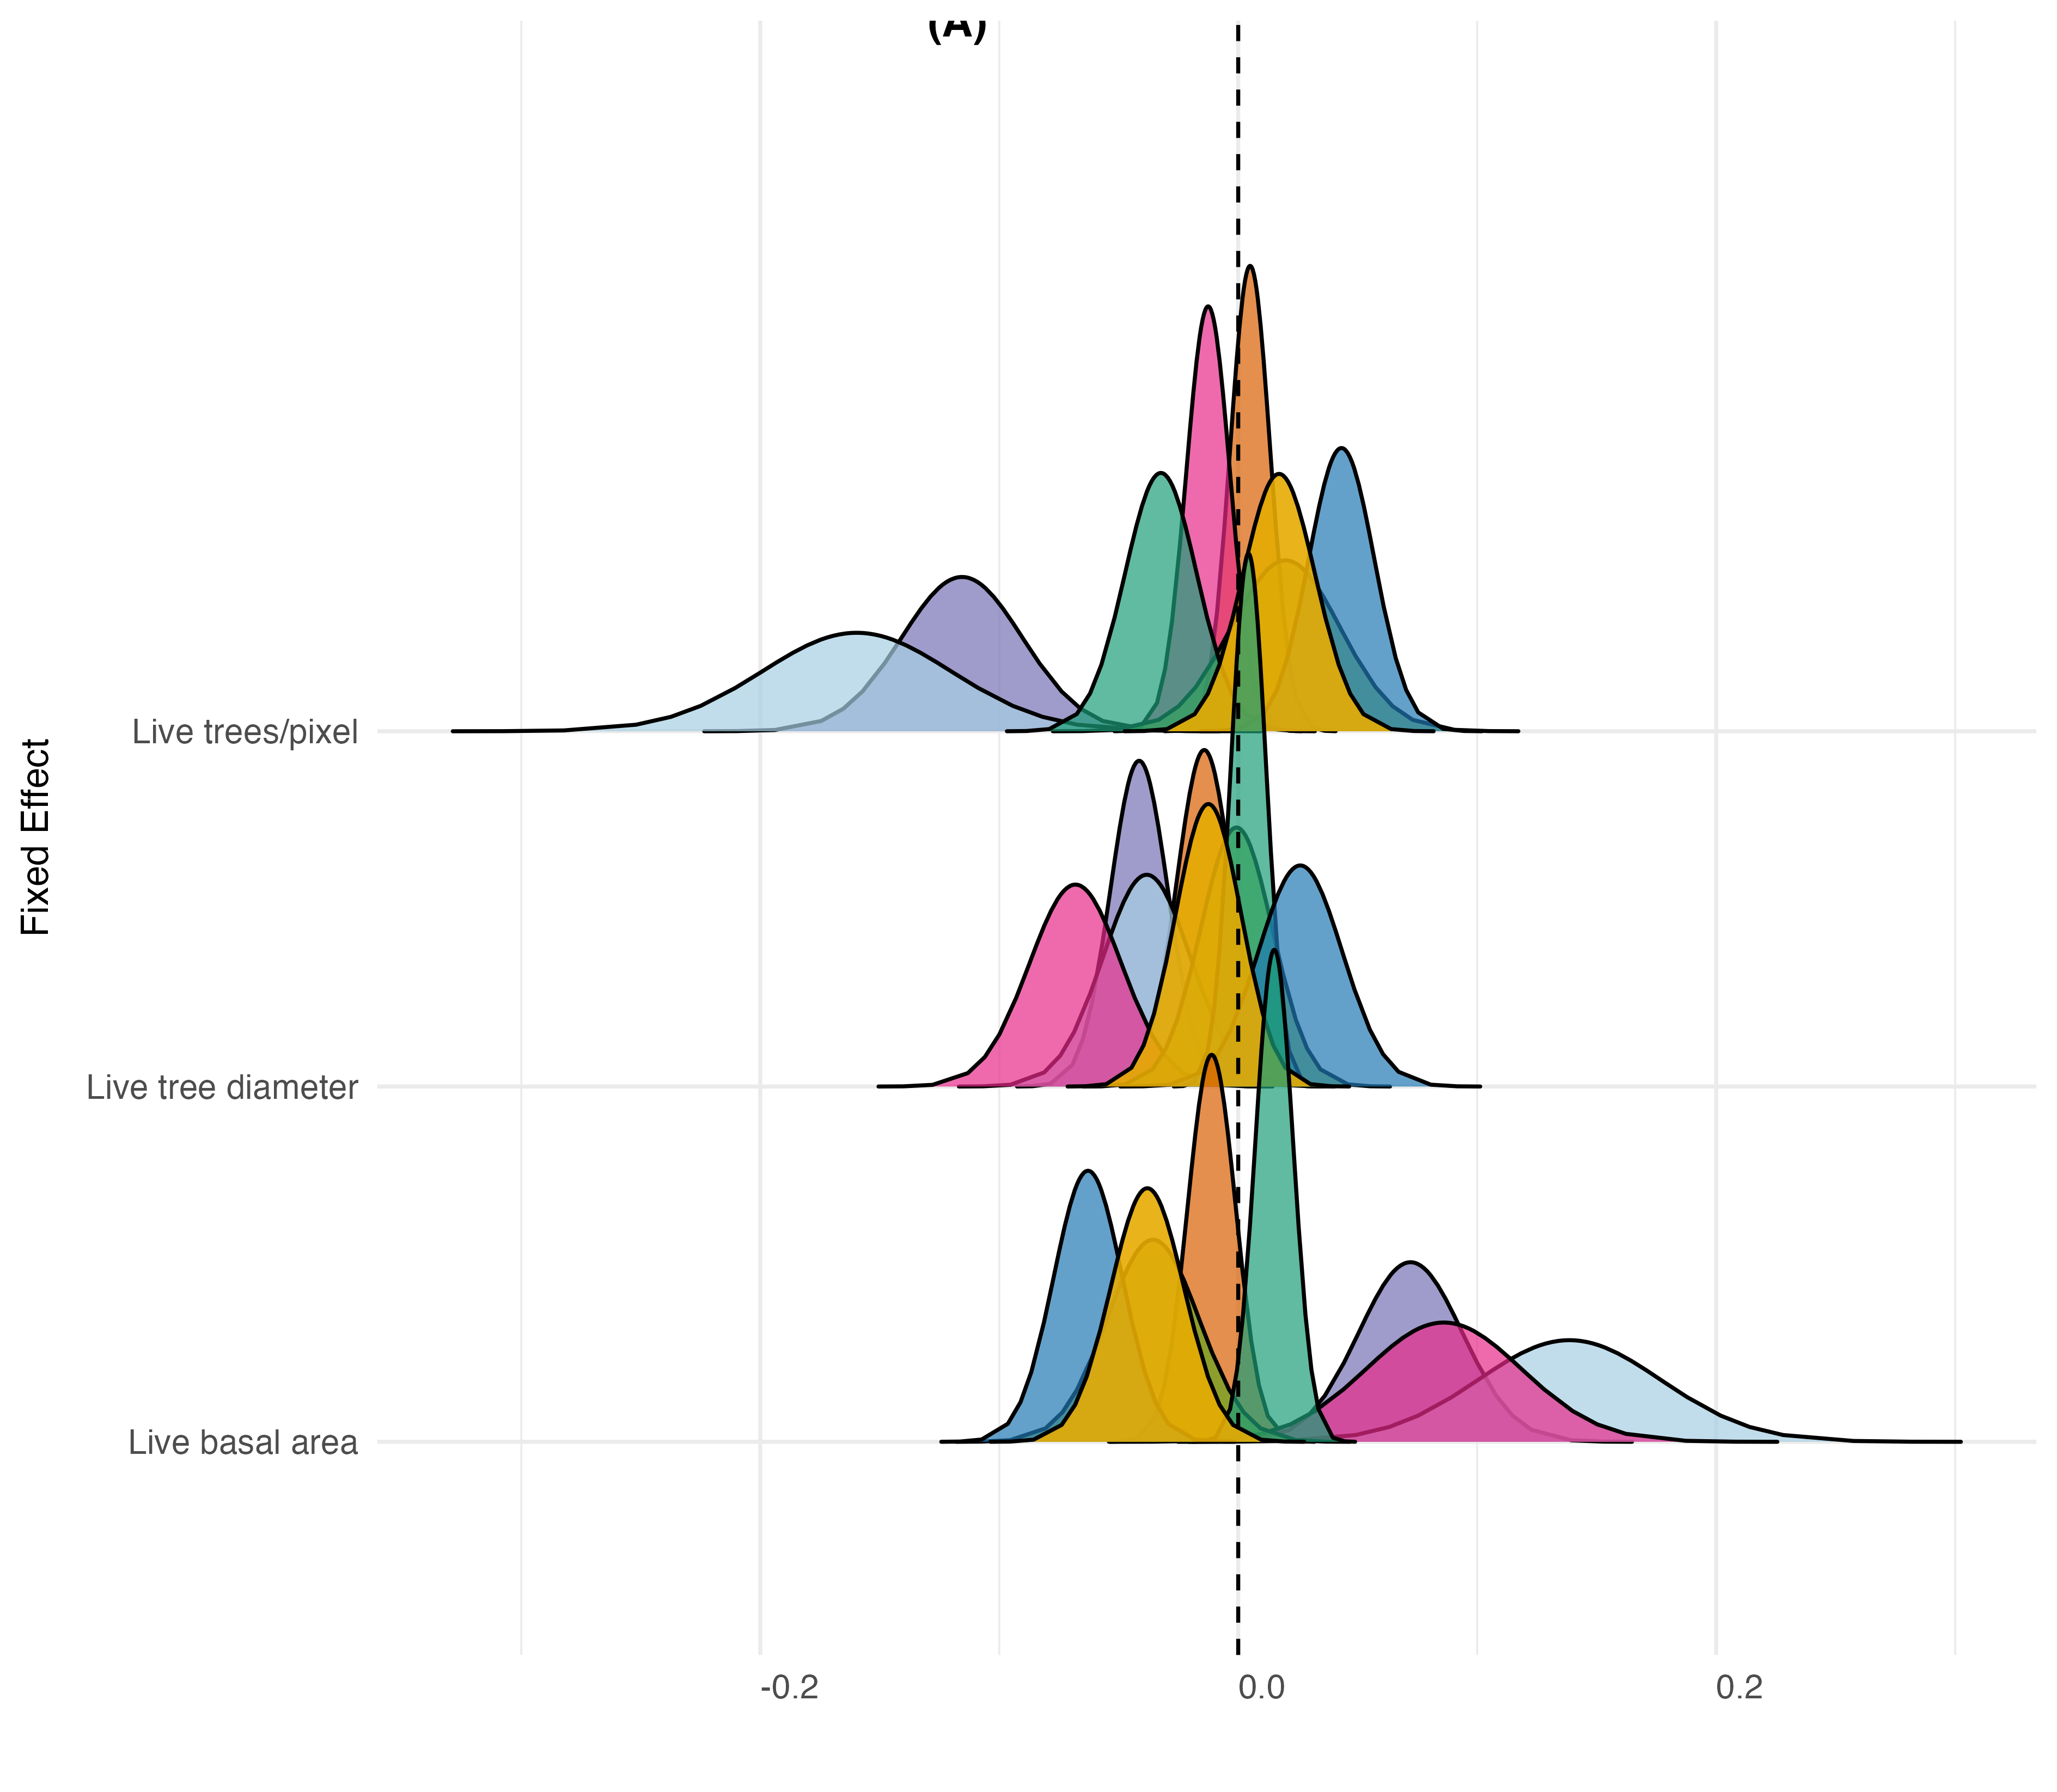 (A)
Fixed Effect
Live trees/pixel
Live tree diameter
Live basal area
-0.2
0.0
0.2